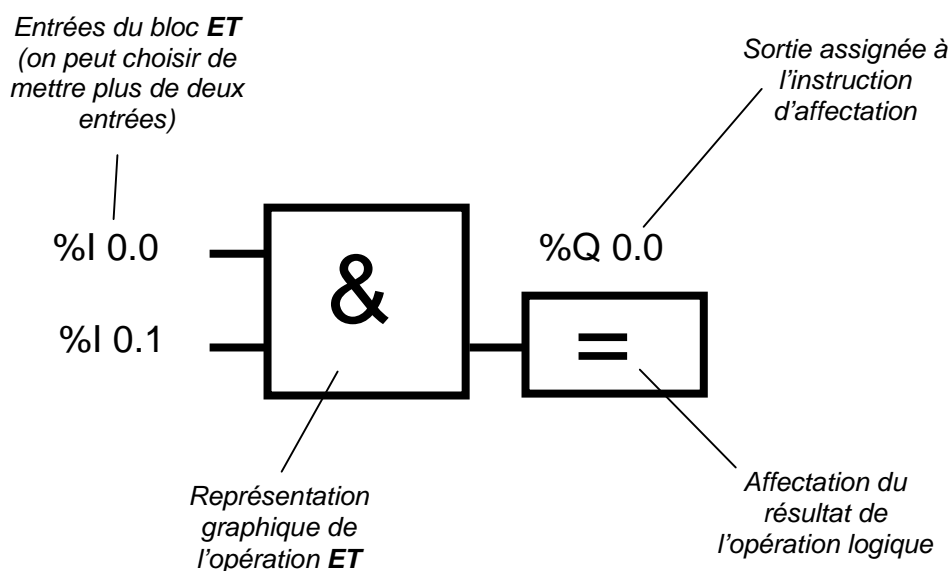 Entrées du bloc ET
(on peut choisir de
mettre plus de deux
entrées)
Sortie assignée à
l'instruction
d'affectation
%I 0.0
%I 0.1
&
%Q 0.0
=
Représentation
graphique de
l'opération ET
Affectation du
résultat de
l'opération logique